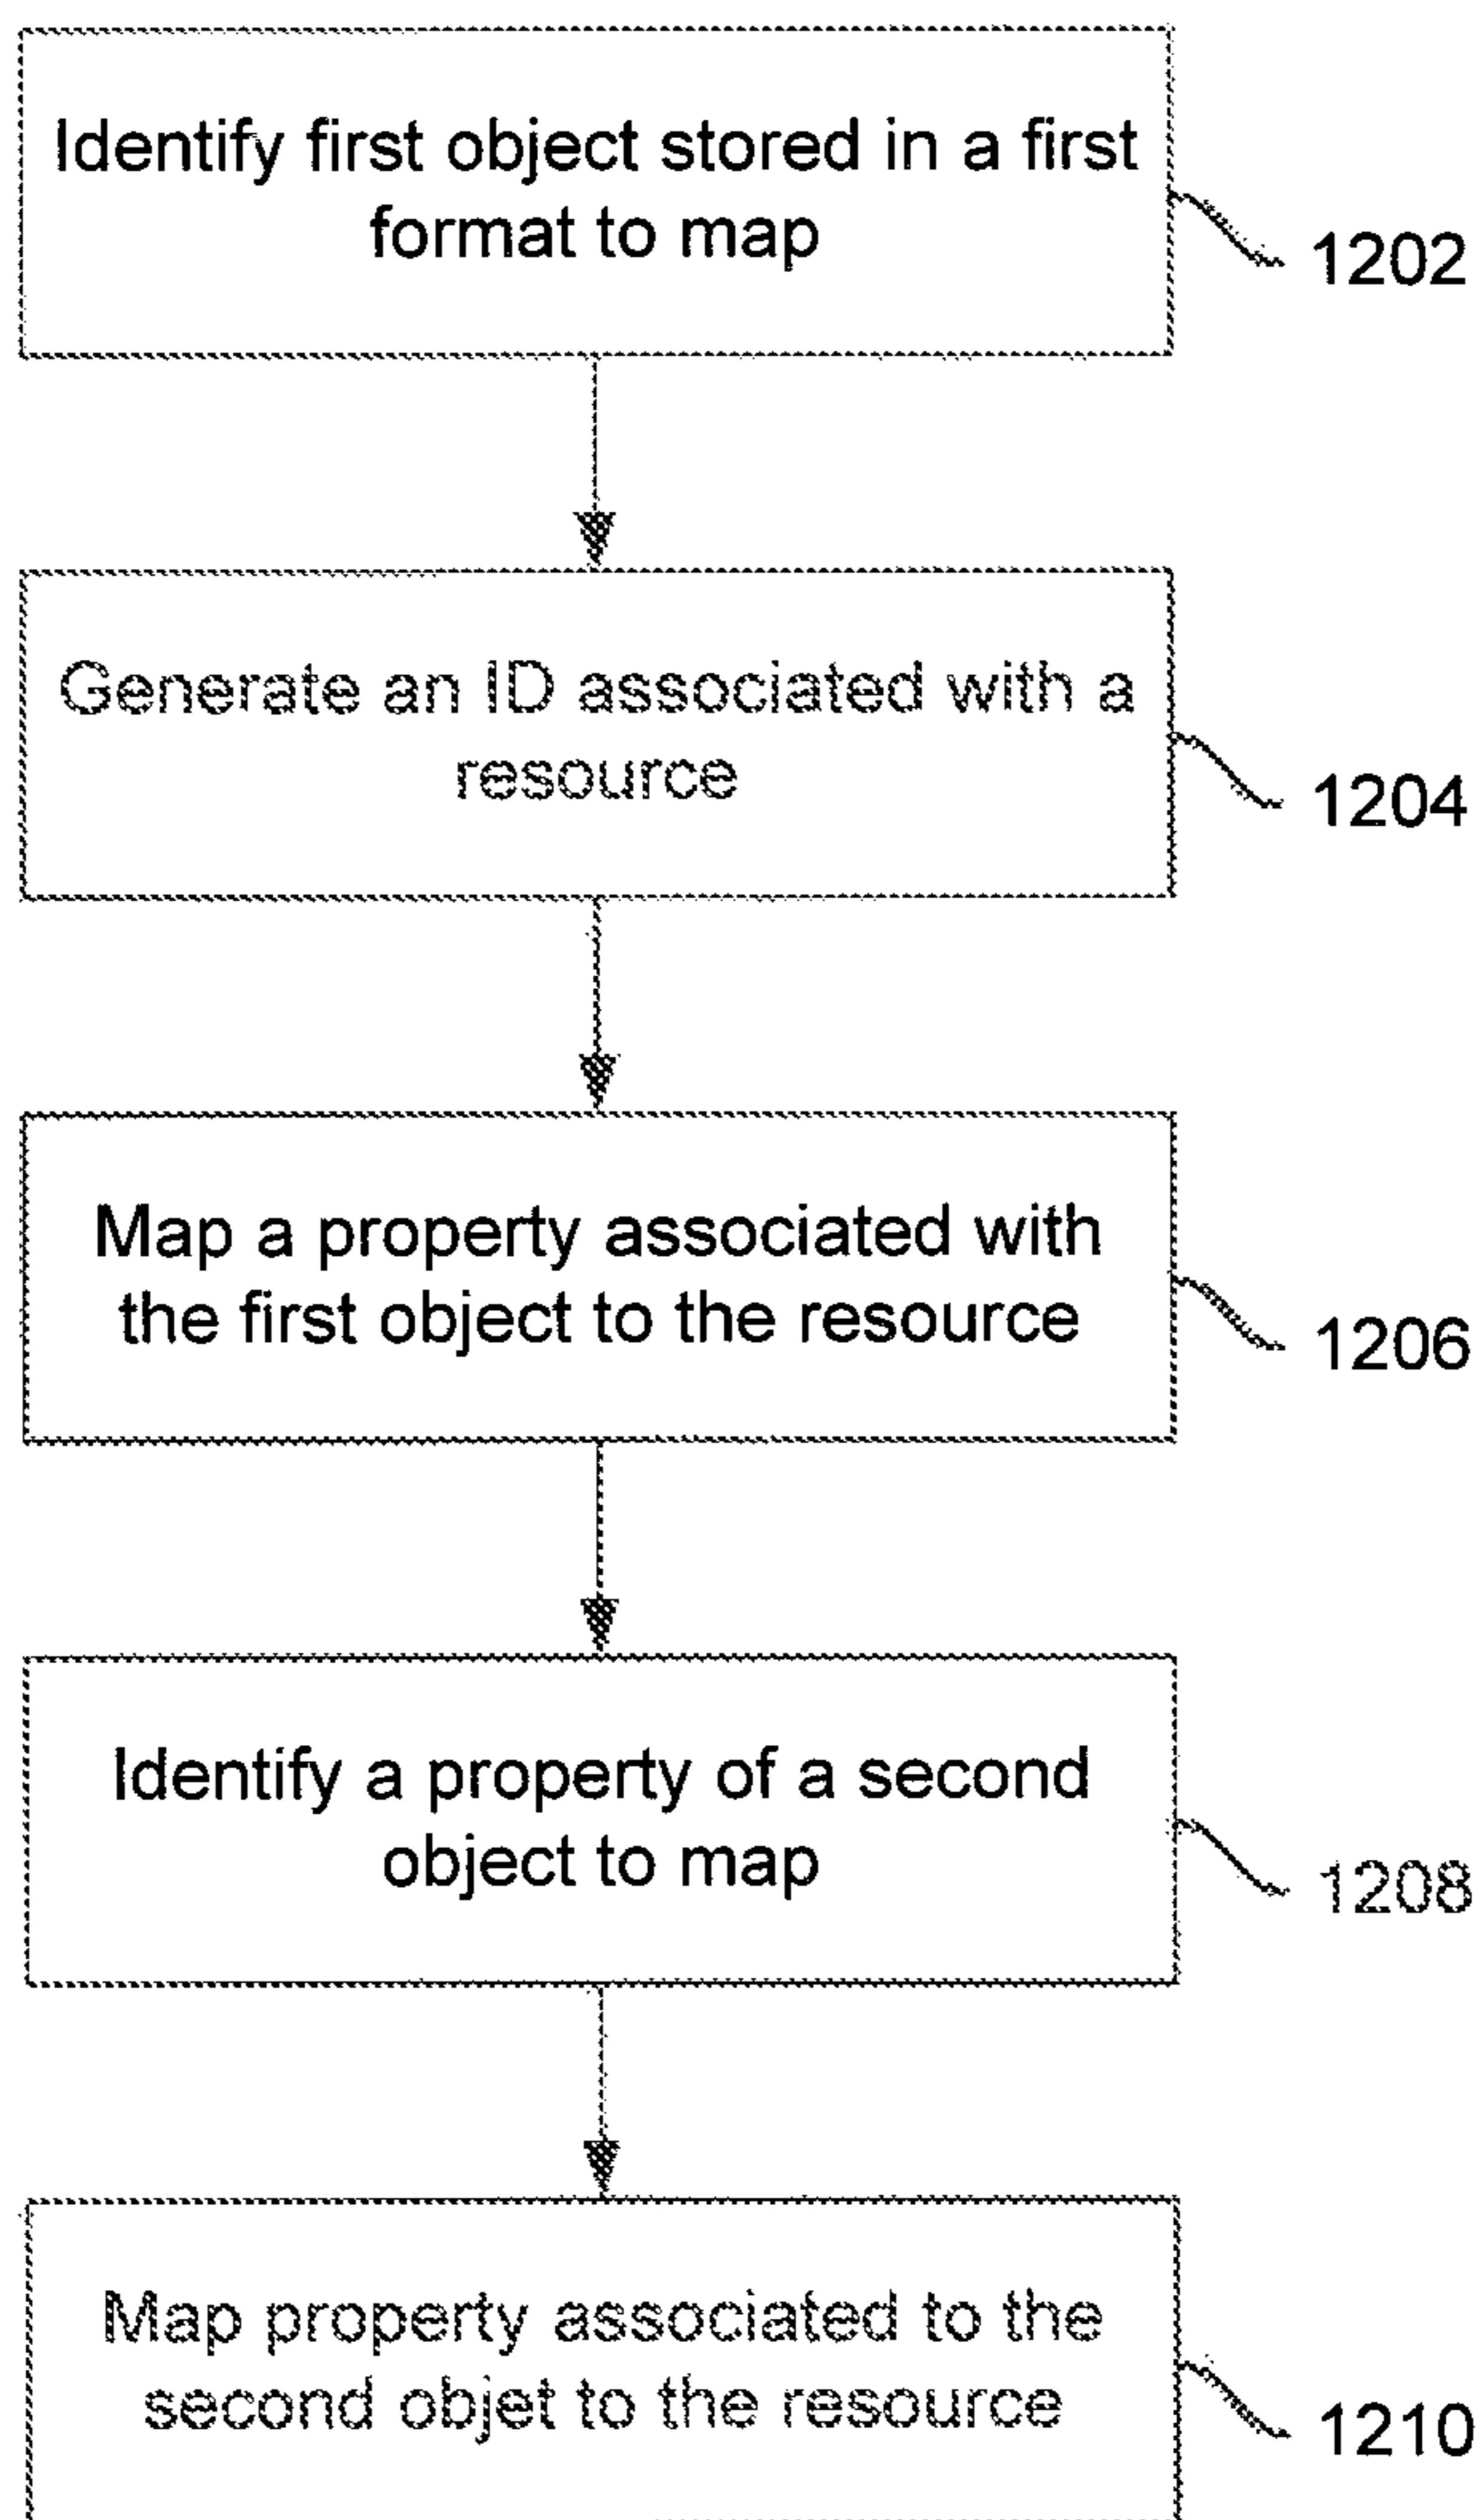 Identify first object stored in a first
format to map
1202
Generate an ID associated with a
resource
1204
Map a property associated with
the first object to the resource
1206
Identify a property of a second
object to map
1208
Map property associated to the
second objet to the resource
1210